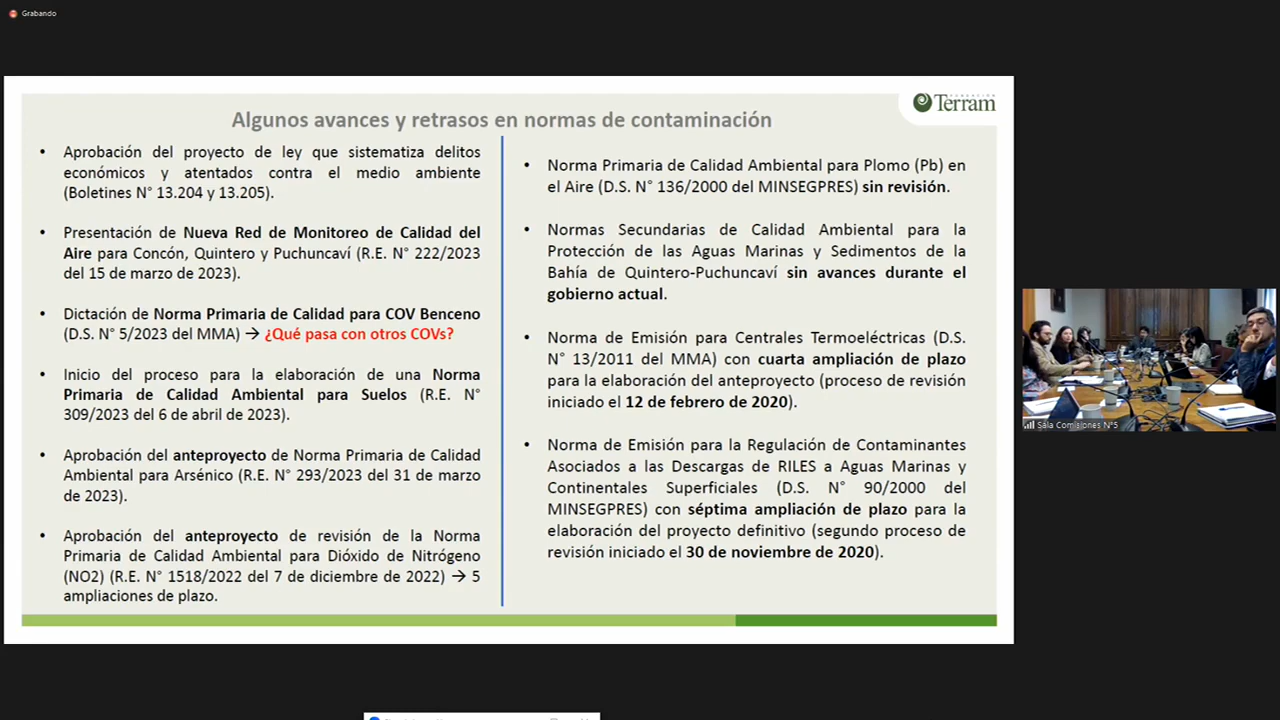 Grabando
FUNDACIÓN
Terram
Algunos avances y retrasos en normas de contaminación
• Aprobación del proyecto de ley que sistematiza delitos
económicos y atentados contra el medio ambiente
(Boletines N° 13.204 y 13.205).
• Presentación de Nueva Red de Monitoreo de Calidad del
Aire para Concón, Quintero y Puchuncaví (R.E. N° 222/2023
del 15 de marzo de 2023).
• Dictación de Norma Primaria de Calidad para COV Benceno
(D.S. N° 5/2023 del MMA) → ¿Qué pasa con otros COVs?
• Inicio del proceso para la elaboración de una Norma
Primaria de Calidad Ambiental para Suelos (R.E. N°
309/2023 del 6 de abril de 2023).
• Aprobación del anteproyecto de Norma Primaria de Calidad
Ambiental para Arsénico (R.E. N° 293/2023 del 31 de marzo
de 2023).
• Aprobación del anteproyecto de revisión de la Norma
Primaria de Calidad Ambiental para Dióxido de Nitrógeno
(NO2) (R.E. N° 1518/2022 del 7 de diciembre de 2022) → 5
ampliaciones de plazo.
• Norma Primaria de Calidad Ambiental para Plomo (Pb) en
el Aire (D.S. N° 136/2000 del MINSEGPRES) sin revisión.
• Normas Secundarias de Calidad Ambiental para la
Protección de las Aguas Marinas y Sedimentos de la
Bahía de Quintero-Puchuncaví sin avances durante el
gobierno actual.
• Norma de Emisión para Centrales Termoeléctricas (D.S.
N° 13/2011 del MMA) con cuarta ampliación de plazo
para la elaboración del anteproyecto (proceso de revisión
iniciado el 12 de febrero de 2020).
• Norma de Emisión para la Regulación de Contaminantes
Asociados a las Descargas de RILES a Aguas Marinas y
Continentales Superficiales (D.S. N° 90/2000 del
MINSEGPRES) con séptima ampliación de plazo para la
elaboración del proyecto definitivo (segundo proceso de
revisión iniciado el 30 de noviembre de 2020).
Sala Comisiones N°5